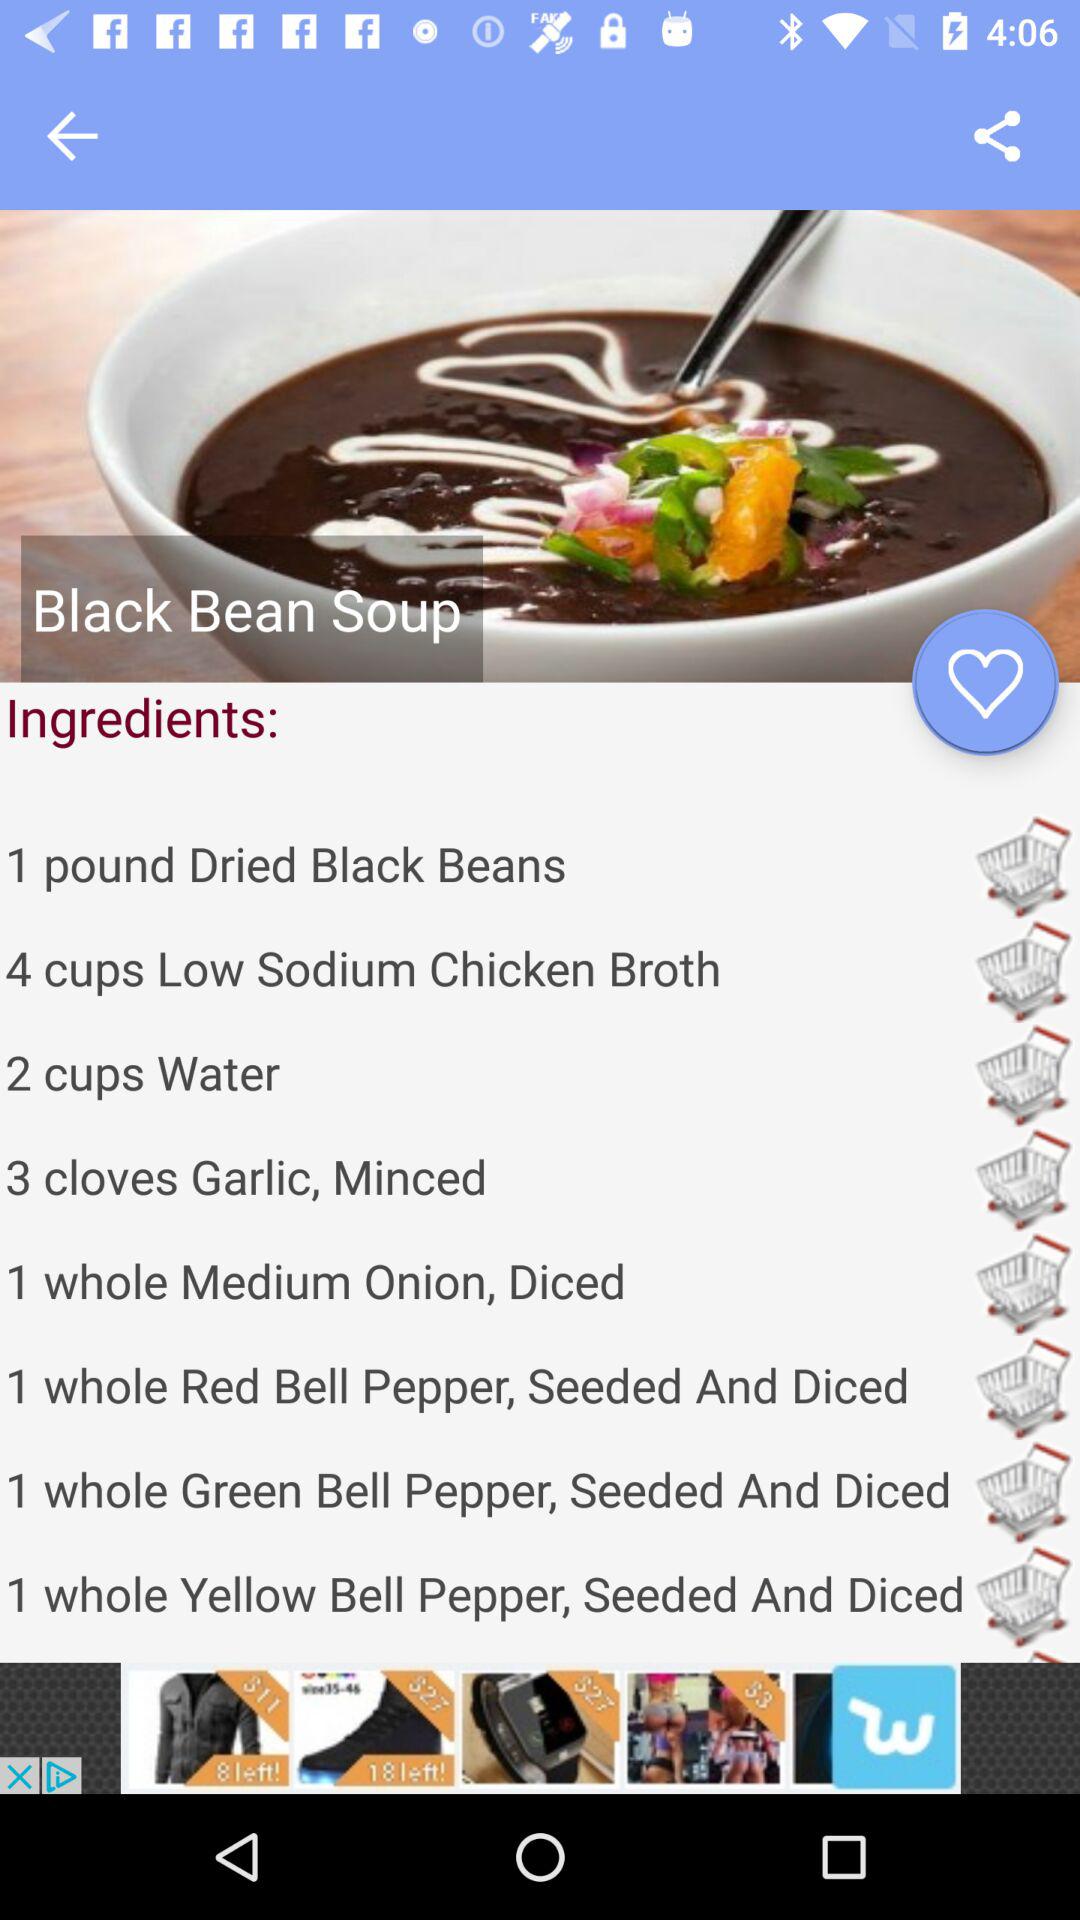 FAKE
4:06
Black Bean Soup
Ingredients:
1 pound Dried Black Beans
4 cups Low Sodium Chicken Broth
2 cups Water
3 cloves Garlic, Minced
1 whole Medium Onion, Diced
1 whole Red Bell Pepper, Seeded And Diced
1 whole Green Bell Pepper, Seeded And Diced
1 whole Yellow Bell Pepper, Seeded And Diced
$11
size35-46
$27
$27
$3
8 left!
18 left!